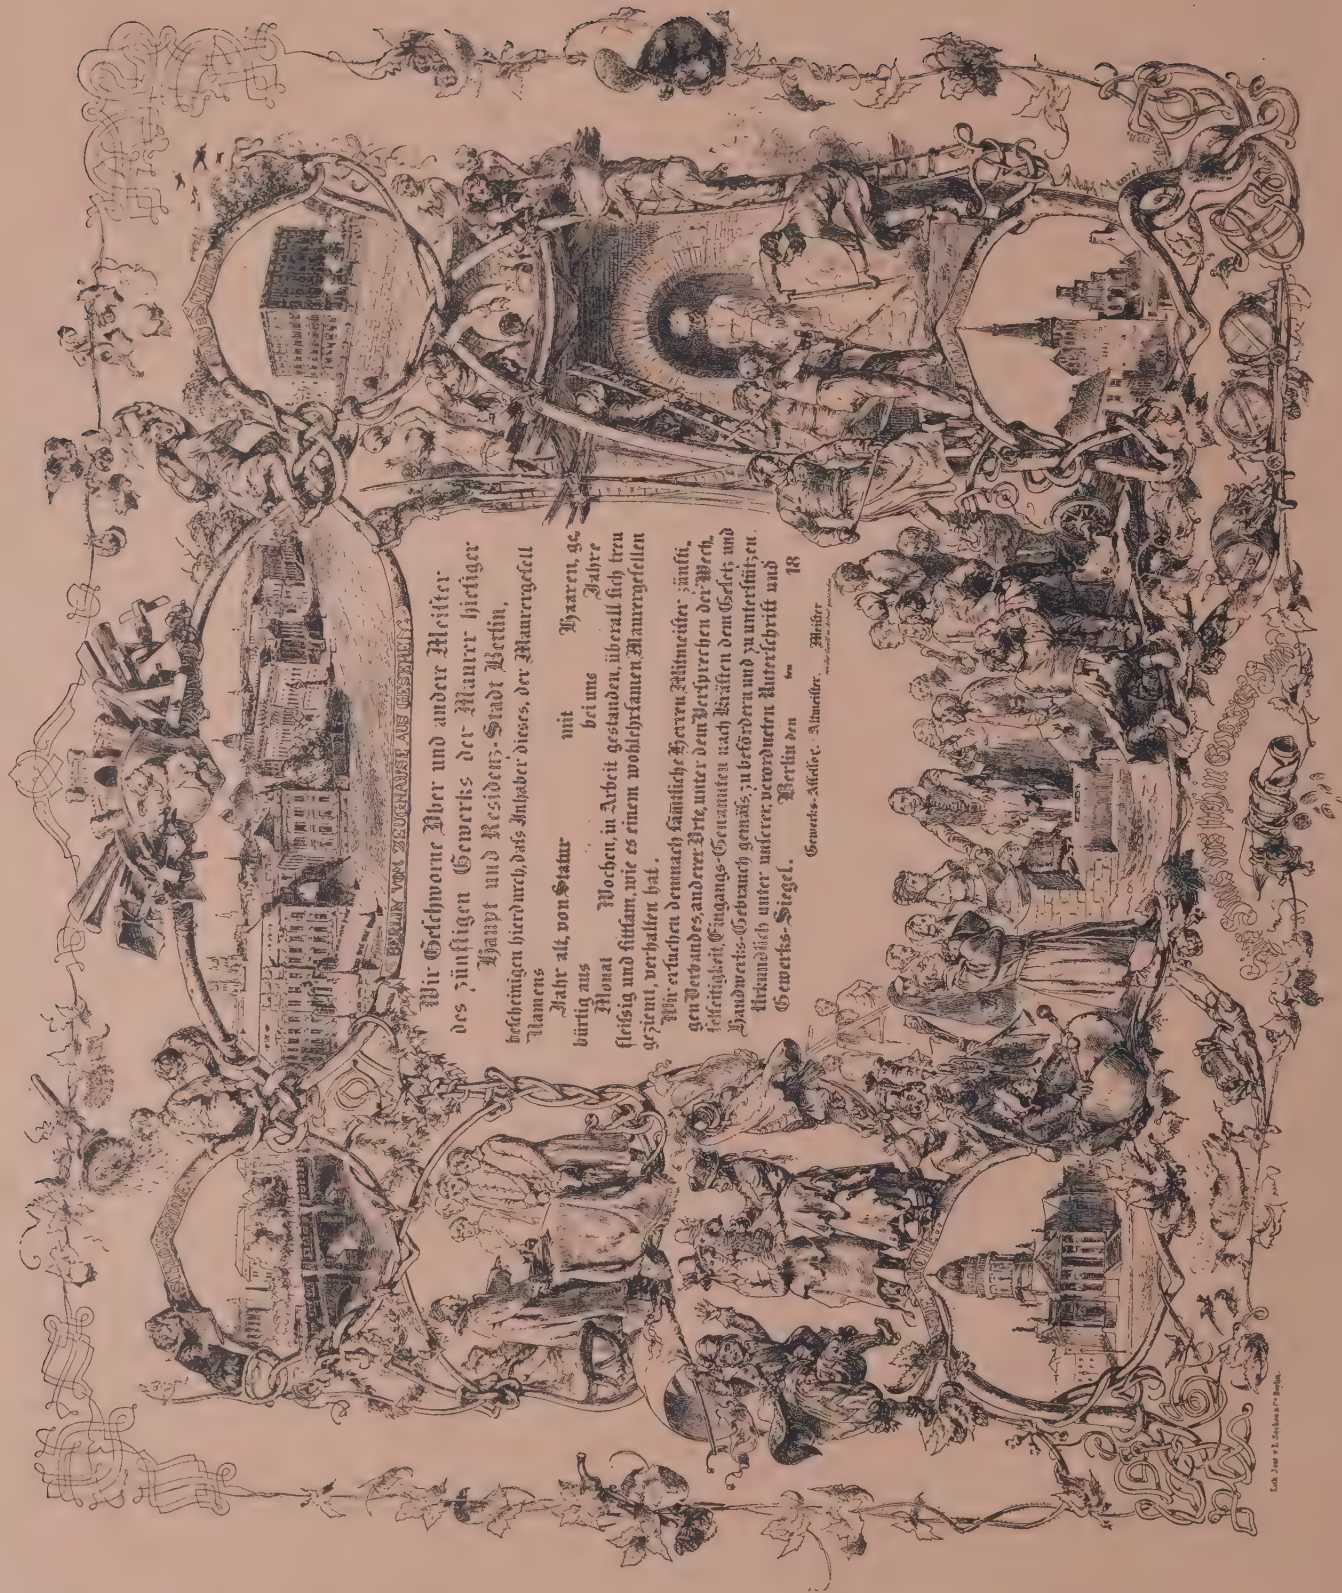 BERLIN VOM ZEUGHAUSE AUS GESEHEN.
Wir Geschworne Ober und andere Meister
des zünftigen Gewerks der Maurer hiesiger
Haupt und Residenz-Stadt Berlin,
bescheinigen hierdurch, daſs Inhaber dieses, der Maurergesell
Namens
Jahr alt, von Statur mit Haaren, ge
bürtig aus bei uns Jahre
Monat Wochen, in Arbeit gestanden, überall sich treu
fleiſsig und sittsam, wie es einem wohlehrsamen Maurergesellen
geziemt, verhalten hat.
Wir ersuchen demnach sämtliche Herren Mitmeister zünfti-
gen Verbandes, anderer Orte, unter dem Versprechen der Wech-
selseitigkeit, Eingangs-Genannten nach Kräften dem Gesetz und
Handwerks-Gebrauch gemäſs, zu befördern und zu unterstützen.
Urkundlich unter unserer, verordneten Unterschrift und
Gewerks-Siegel. Berlin den ten 18
Gewerks-Assessor. Altmeister. Meister